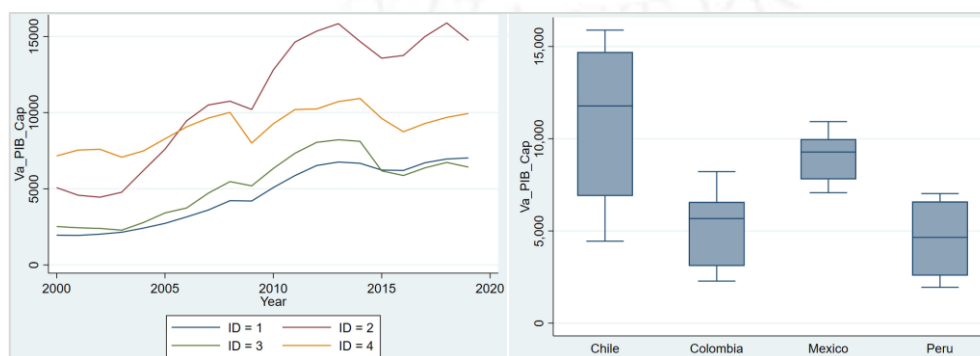 Va_PIB_Cap
15000
10000
5000
0
2000
2005
2010
2015
2020
Year
ID = 1
ID = 2
ID = 3
ID = 4
Va_PIB_Cap
15,000
10,000
5,000
0
Chile
Colombia
Mexico
Peru